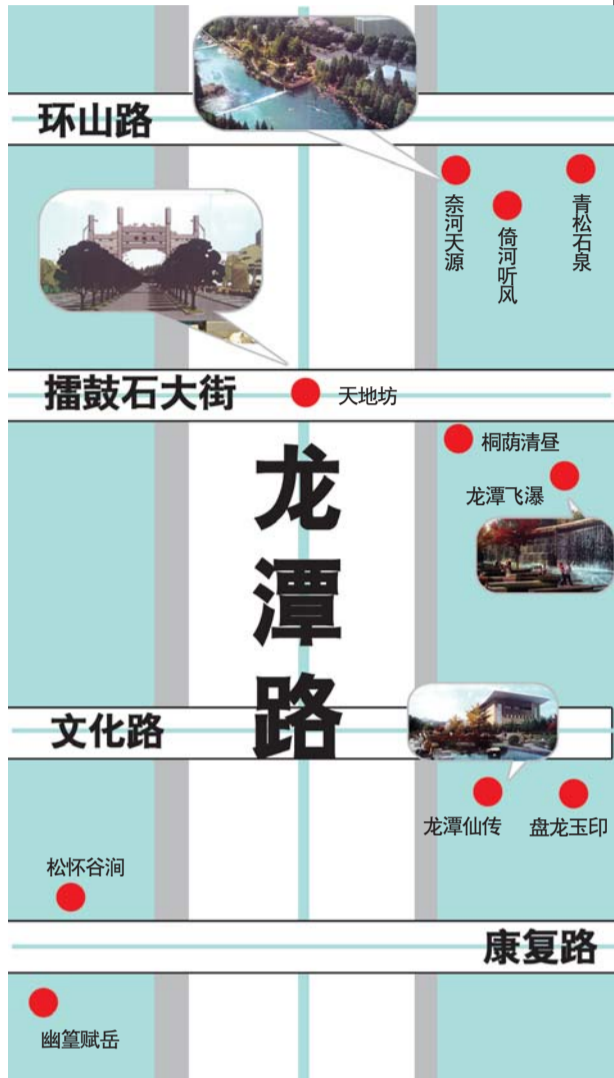 环山路
奈河天源
倚河听风
青松石泉
擂鼓石大街
天地坊
桐荫清昼
龙潭飞瀑
龙潭路
文化路
龙潭仙传
盘龙玉印
松怀谷涧
康复路
幽篁赋岳